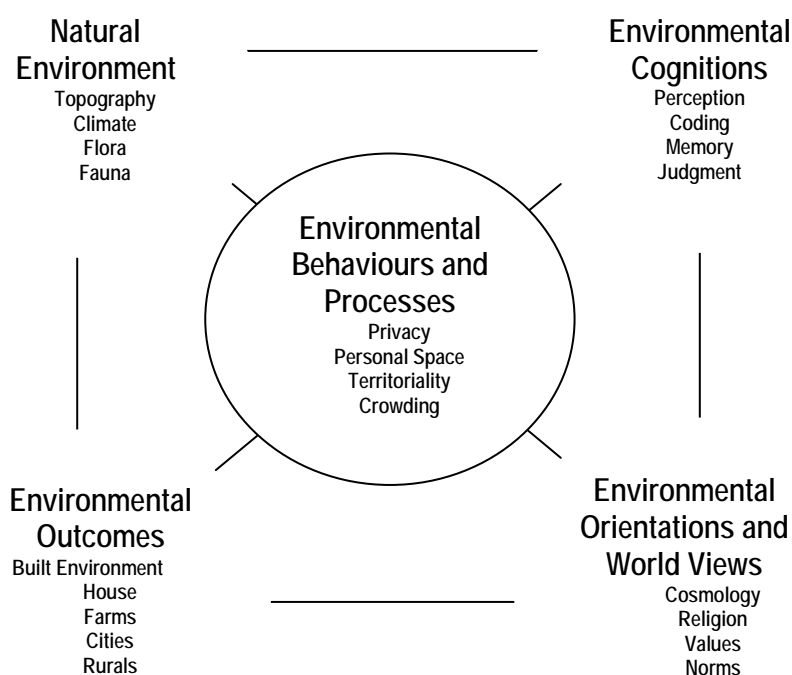 Natural
Environment
Topography
Climate
Flora
Fauna
Environmental
Cognitions
Perception
Coding
Memory
Judgment
Environmental
Behaviours and
Processes
Privacy
Personal Space
Territoriality
Crowding
Environmental
Outcomes
Built Environment
House
Farms
Cities
Rurals
Environmental
Orientations and
World Views
Cosmology
Religion
Values
Norms